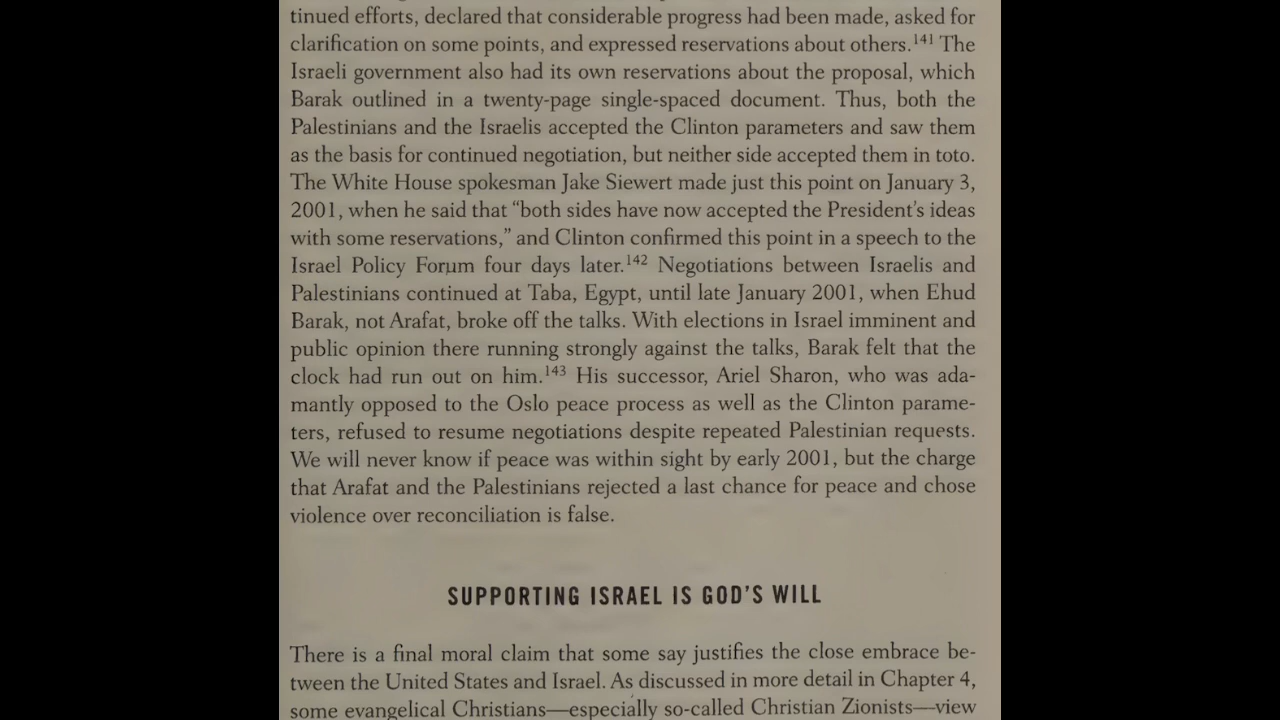 tinued efforts, declared that considerable progress had been made, asked for
clarification on some points, and expressed reservations about others.141 The
Israeli government also had its own reservations about the proposal, which
Barak outlined in a twenty-page single-spaced document. Thus, both the
Palestinians and the Israelis accepted the Clinton parameters and saw them
as the basis for continued negotiation, but neither side accepted them in toto.
The White House spokesman Jake Siewert made just this point on January 3,
2001, when he said that “both sides have now accepted the President’s ideas
with some reservations,” and Clinton confirmed this point in a speech to the
Israel Policy Forum four days later.142 Negotiations between Israelis and
Palestinians continued at Taba, Egypt, until late January 2001, when Ehud
Barak, not Arafat, broke off the talks. With elections in Israel imminent and
public opinion there running strongly against the talks, Barak felt that the
clock had run out on him.143 His successor, Ariel Sharon, who was ada-
mantly opposed to the Oslo peace process as well as the Clinton parame-
ters, refused to resume negotiations despite repeated Palestinian requests.
We will never know if peace was within sight by early 2001, but the charge
that Arafat and the Palestinians rejected a last chance for peace and chose
violence over reconciliation is false.
SUPPORTING ISRAEL IS GOD’S WILL
There is a final moral claim that some say justifies the close embrace be-
tween the United States and Israel. As discussed in more detail in Chapter 4,
some evangelical Christians—especially so-called Christian Zionists—view